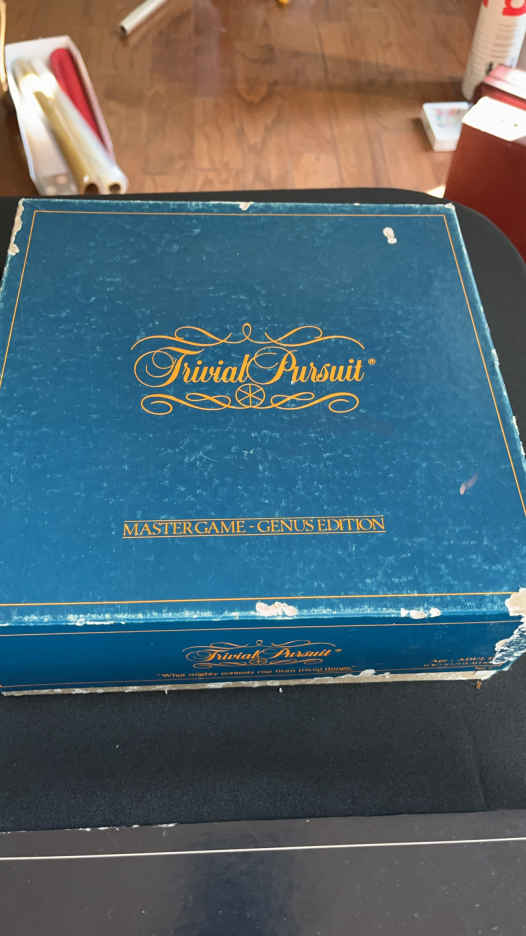 Trivial Pursuit®
MASTER GAME - GENUS EDITION
Trivial Pursuit®
"What mighty contests rise from trivial things."